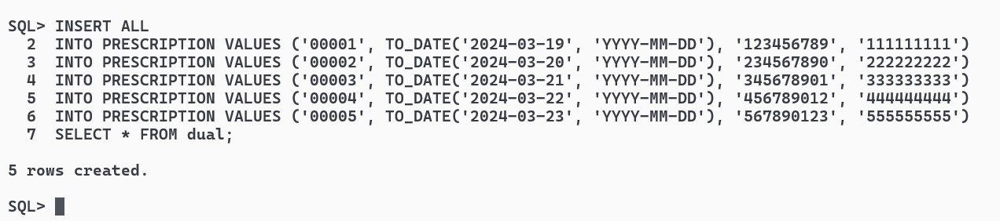 SQL> INSERT ALL
  2  INTO PRESCRIPTION VALUES ('00001', TO_DATE('2024-03-19', 'YYYY-MM-DD'), '123456789', '111111111')
  3  INTO PRESCRIPTION VALUES ('00002', TO_DATE('2024-03-20', 'YYYY-MM-DD'), '234567890', '222222222')
  4  INTO PRESCRIPTION VALUES ('00003', TO_DATE('2024-03-21', 'YYYY-MM-DD'), '345678901', '333333333')
  5  INTO PRESCRIPTION VALUES ('00004', TO_DATE('2024-03-22', 'YYYY-MM-DD'), '456789012', '444444444')
  6  INTO PRESCRIPTION VALUES ('00005', TO_DATE('2024-03-23', 'YYYY-MM-DD'), '567890123', '555555555')
  7  SELECT * FROM dual;

5 rows created.

SQL>